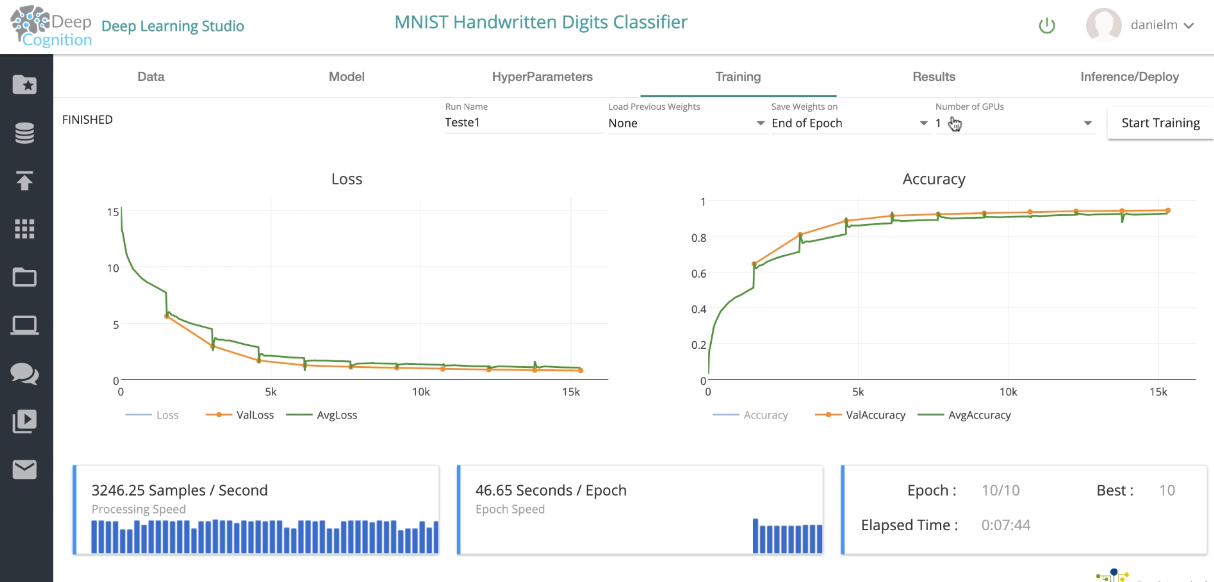 Deep
Cognition
Deep Learning Studio
MNIST Handwritten Digits Classifier
danielm
Data
Model
HyperParameters
Training
Results
Inference/Deploy
FINISHED
Run Name
Teste1
Load Previous Weights
None
Save Weights on
End of Epoch
Number of GPUs
1
Start Training
Loss
15
10
5
0
0
5k
10k
15k
Loss
ValLoss
AvgLoss
Accuracy
1
0.8
0.6
0.4
0.2
0
0
5k
10k
15k
Accuracy
ValAccuracy
AvgAccuracy
3246.25 Samples / Second
Processing Speed
46.65 Seconds / Epoch
Epoch Speed
Epoch : 10/10
Best : 10
Elapsed Time : 0:07:44